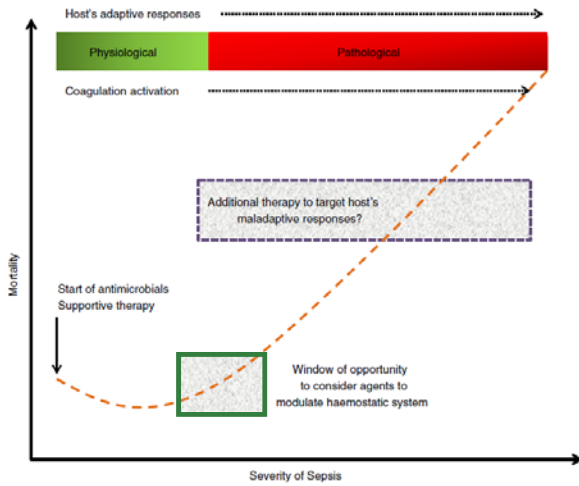 Host's adaptive responses
Physiological
Pathological
Coagulation activation
Additional therapy to target host's
maladaptive responses?
Mortality
Start of antimicrobials
Supportive therapy
Window of opportunity
to consider agents to
modulate haemostatic system
Severity of Sepsis